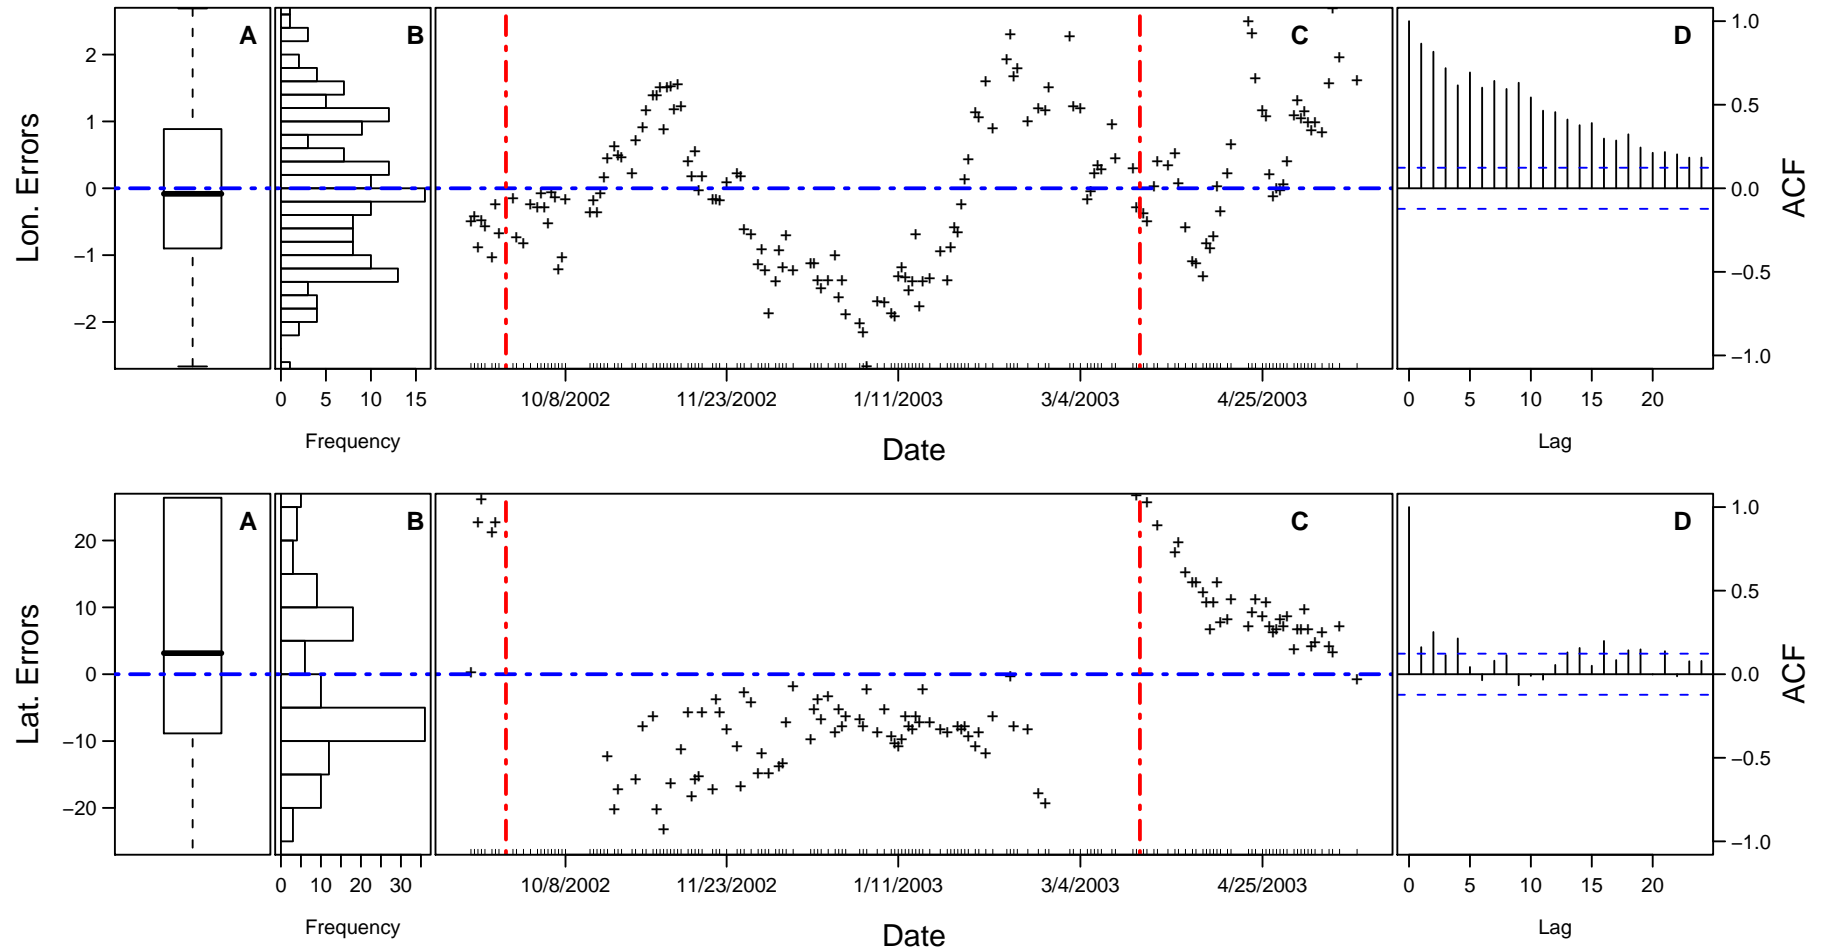 Lon. Errors
2
1
0
−1
−2
A
B
0 5 10 15
Frequency
C
10/8/2002 11/23/2002 1/11/2003 3/4/2003 4/25/2003
Date
D
0 5 10 15 20
Lag
1.0
0.5
0.0
−0.5
−1.0
ACF
Lat. Errors
20
10
0
−10
−20
A
B
0 10 20 30
Frequency
C
10/8/2002 11/23/2002 1/11/2003 3/4/2003 4/25/2003
Date
D
0 5 10 15 20
Lag
1.0
0.5
0.0
−0.5
−1.0
ACF